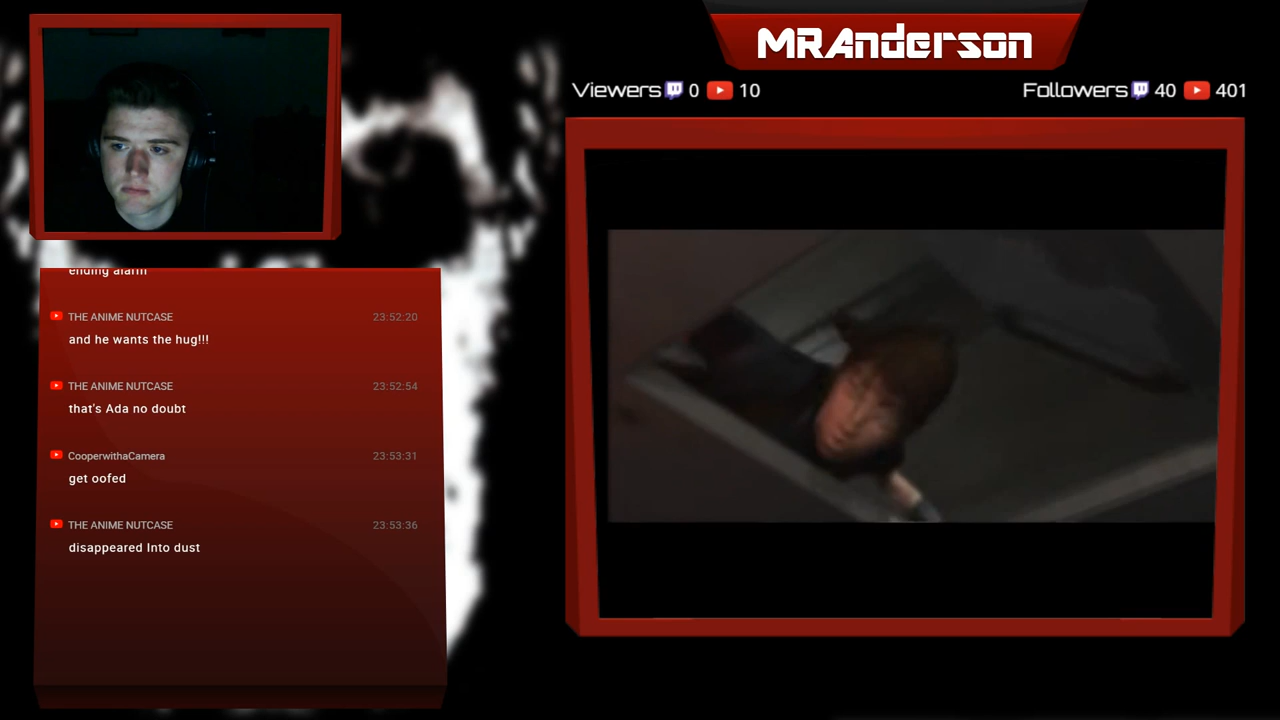 MRAnderson
Viewers 0 10
Followers 40 401
ending alarm
THE ANIME NUTCASE 23:52:20
and he wants the hug!!!
THE ANIME NUTCASE 23:52:54
that's Ada no doubt
CooperwithaCamera 23:53:31
get oofed
THE ANIME NUTCASE 23:53:36
disappeared Into dust